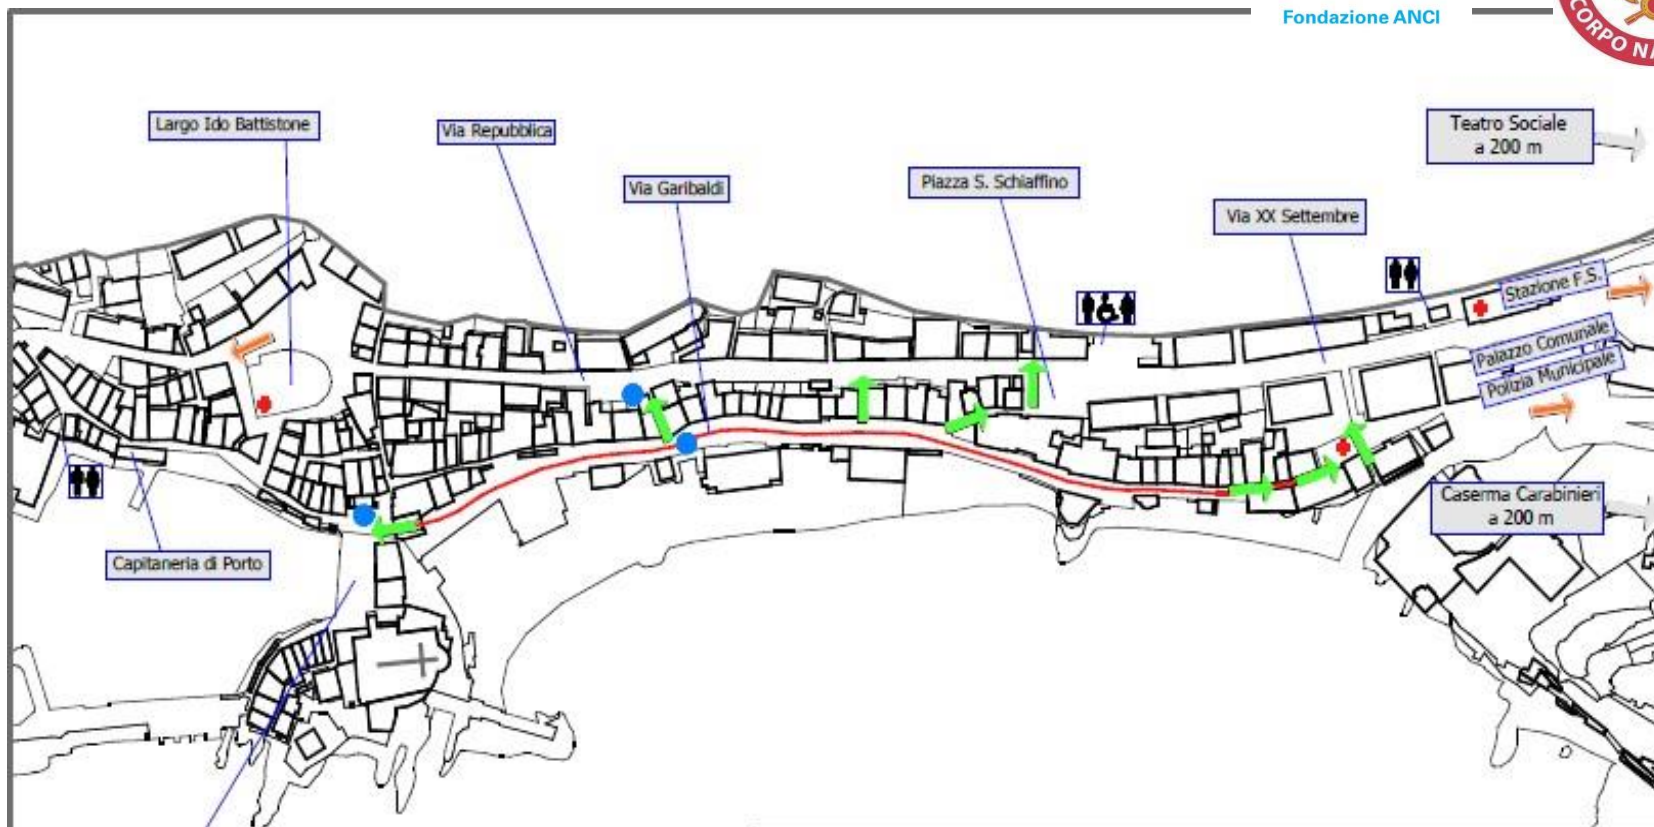 Fondazione ANCI
CORPO
Largo Ido Battistone
Via Repubblica
Via Garibaldi
Piazza S. Schiaffino
Via XX Settembre
Teatro Sociale
a 200 m
Stazione F.S.
Palazzo Comunale
Polizia Municipale
Caserma Carabinieri
a 200 m
Capitaneria di Porto